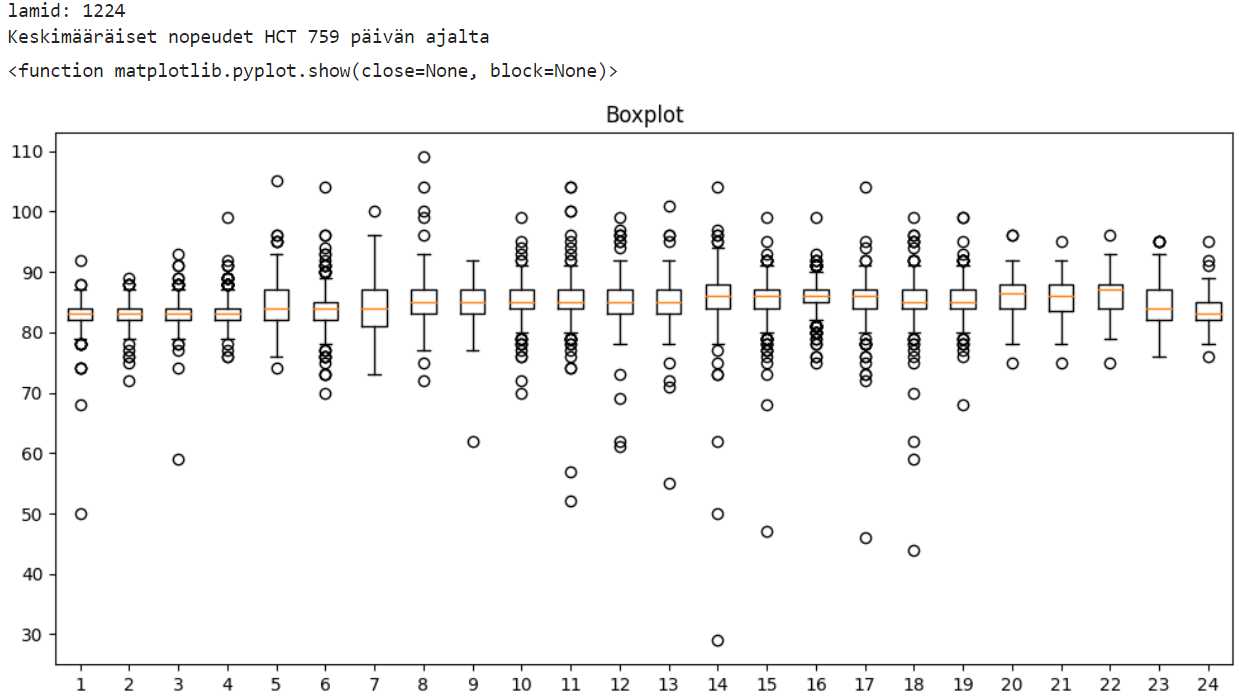 lamid: 1224
Keskimääräiset nopeudet HCT 759 päivän ajalta
<function matplotlib.pyplot.show(close=None, block=None)>
Boxplot
110
100
90
80
70
60
50
40
30
1 2 3 4 5 6 7 8 9 10 11 12 13 14 15 16 17 18 19 20 21 22 23 24